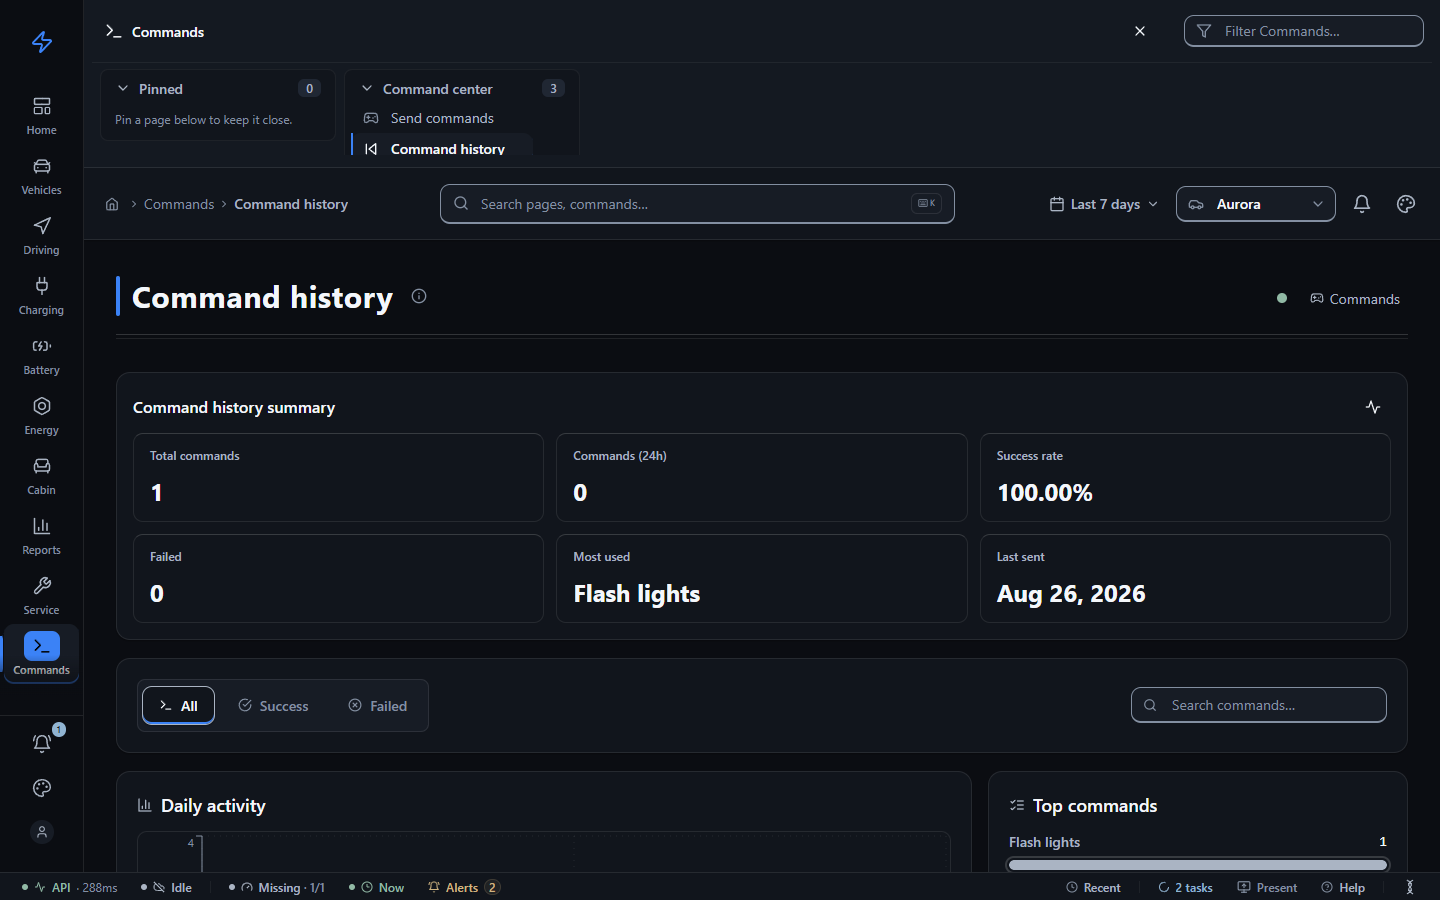 Commands
Filter Commands...
Home
Vehicles
Driving
Charging
Battery
Energy
Cabin
Reports
Service
Commands
1
Pinned 0
Pin a page below to keep it close.
Command center 3
Send commands
Command history
Commands
Command history
Search pages, commands...
K
Last 7 days
Aurora
Command history
Commands
Command history summary
Total commands
1
Commands (24h)
0
Success rate
100.00%
Failed
0
Most used
Flash lights
Last sent
Aug 26, 2026
All
Success
Failed
Search commands...
Daily activity
4
Top commands
Flash lights 1
API · 288ms
Idle
Missing · 1/1
Now
Alerts 2
Recent
2 tasks
Present
Help